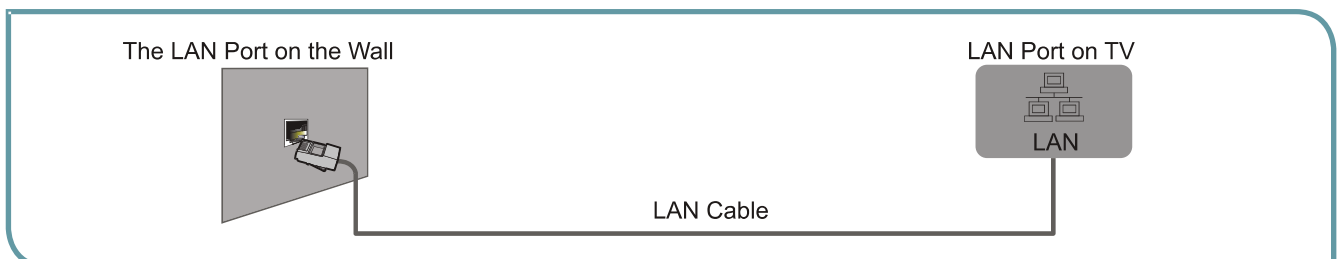 The LAN Port on the Wall
LAN Port on TV
LAN
LAN Cable